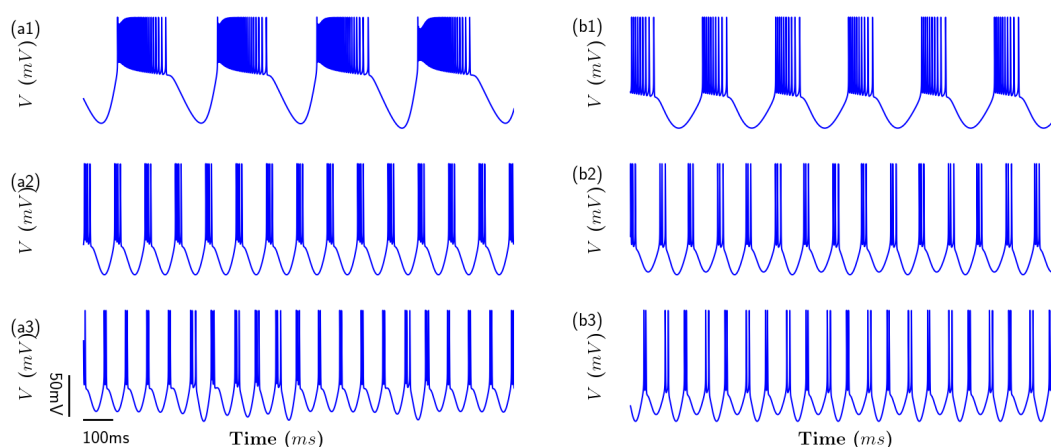 (a1)
V (mV)
(b1)
V (mV)
(a2)
V (mV)
(b2)
V (mV)
(a3)
V (mV)
(b3)
V (mV)
50mV
100ms
Time (ms)
Time (ms)